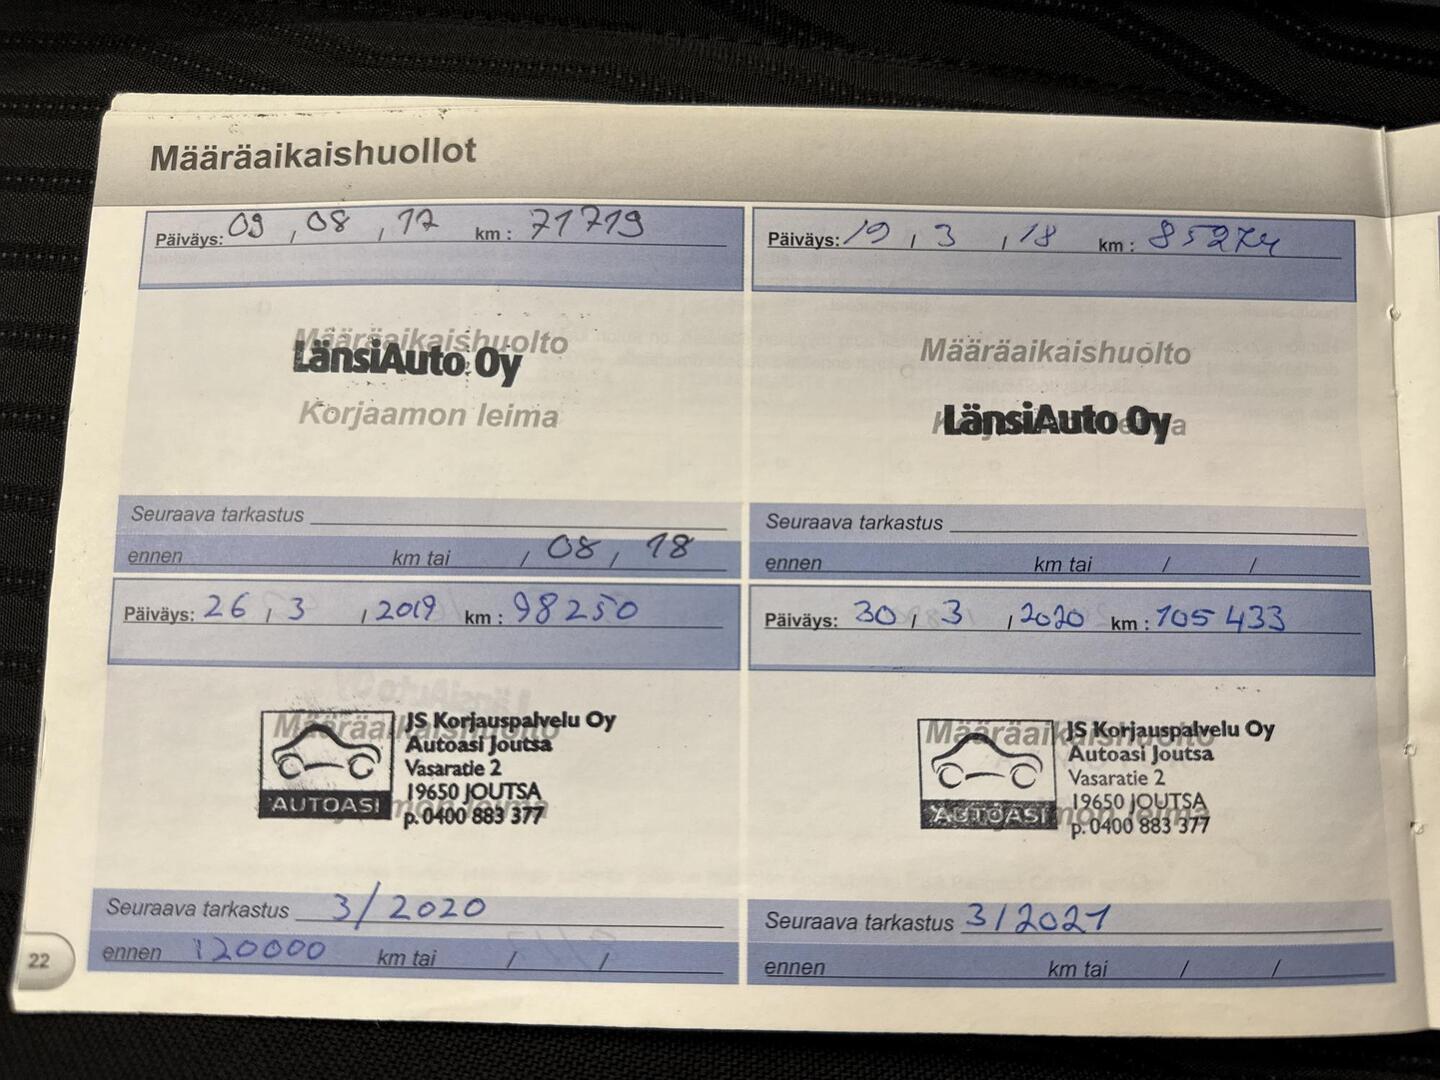 Määräaikaishuollot
Päiväys: 09 / 08 / 17 km : 71719
Määräaikaishuolto
LänsiAuto Oy
Korjaamon leima
Seuraava tarkastus
ennen km tai / 08 / 18
Päiväys: 19 / 3 / 18 km : 85274
Määräaikaishuolto
LänsiAuto Oy
Seuraava tarkastus
ennen km tai / /
Päiväys: 26 / 3 / 2019 km : 98250
Määräaikaishuolto
JS Korjauspalvelu Oy
Autoasi Joutsa
Vasaratie 2
19650 JOUTSA
p. 0400 883 377
AUTOASI
Seuraava tarkastus 3/2020
ennen 120000 km tai / /
Päiväys: 30 / 3 / 2020 km : 105 433
Määräaikaishuolto
JS Korjauspalvelu Oy
Autoasi Joutsa
Vasaratie 2
19650 JOUTSA
p. 0400 883 377
AUTOASI
Seuraava tarkastus 3/2021
ennen km tai / /
22